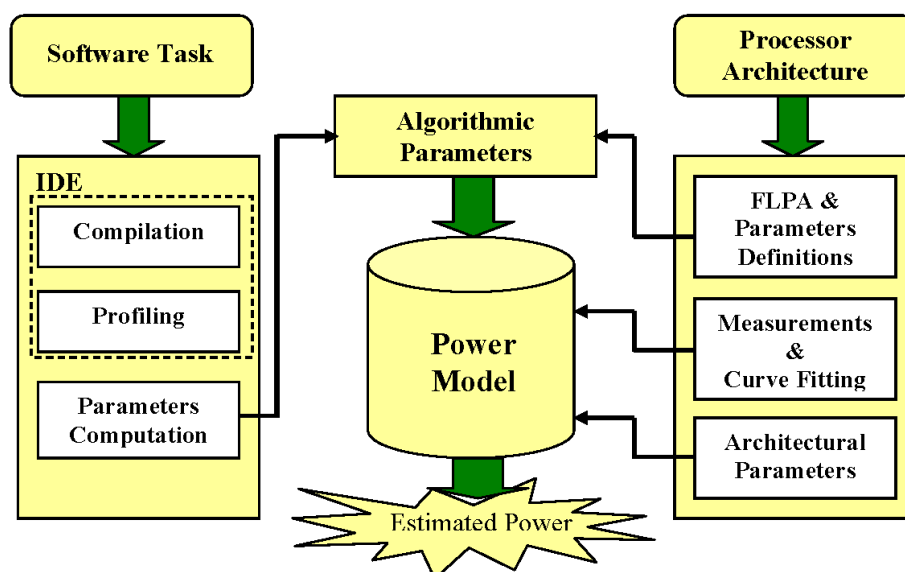 Software Task
Processor
Architecture
Algorithmic
Parameters
IDE
Compilation
Profiling
Parameters
Computation
Power
Model
FLPA &
Parameters
Definitions
Measurements
&
Curve Fitting
Architectural
Parameters
Estimated Power